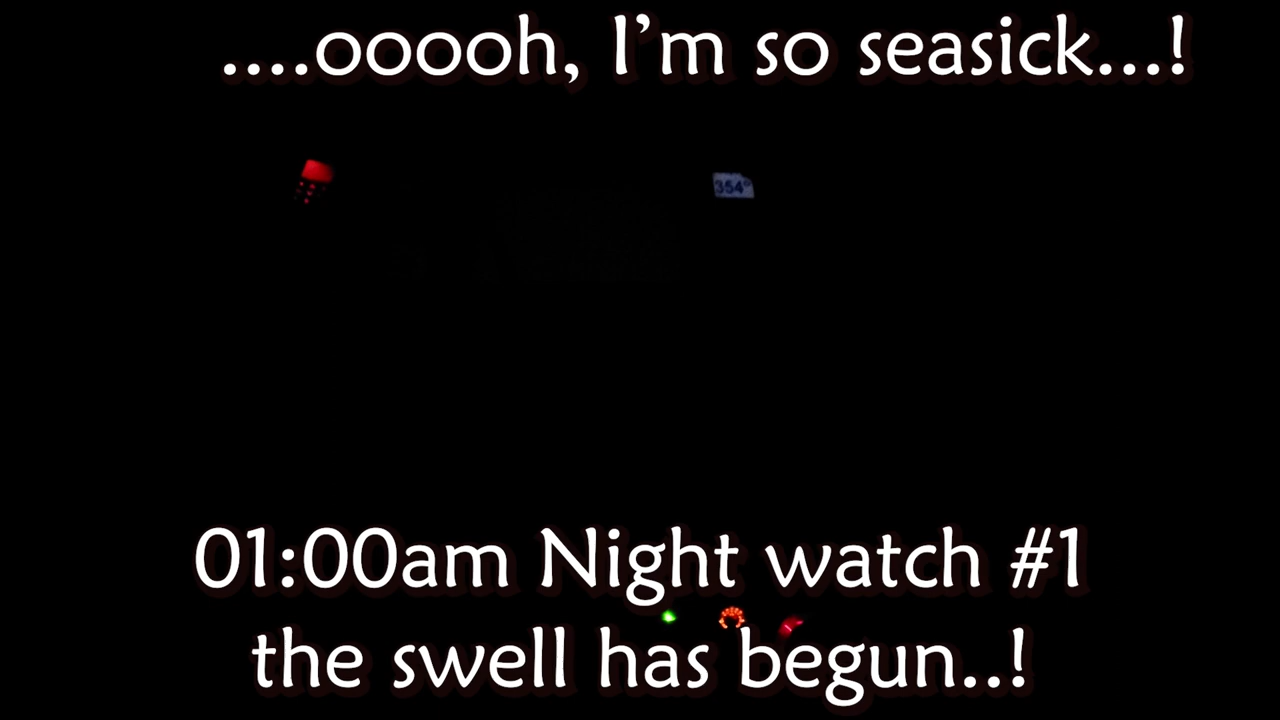 ....ooooh, I'm so seasick...!
354°
01:00am Night watch #1
the swell has begun..!